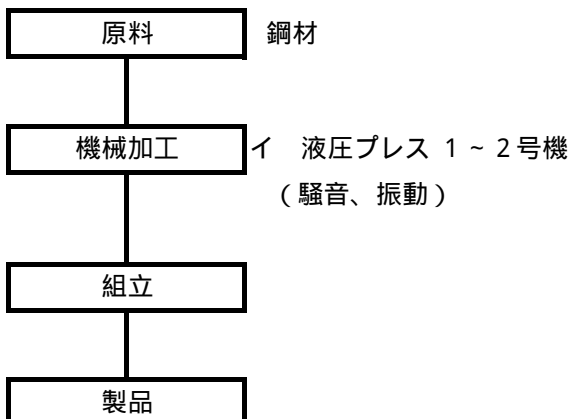 原料 鋼材
機械加工 イ 液圧プレス 1～2号機
（騒音、振動）
組立
製品